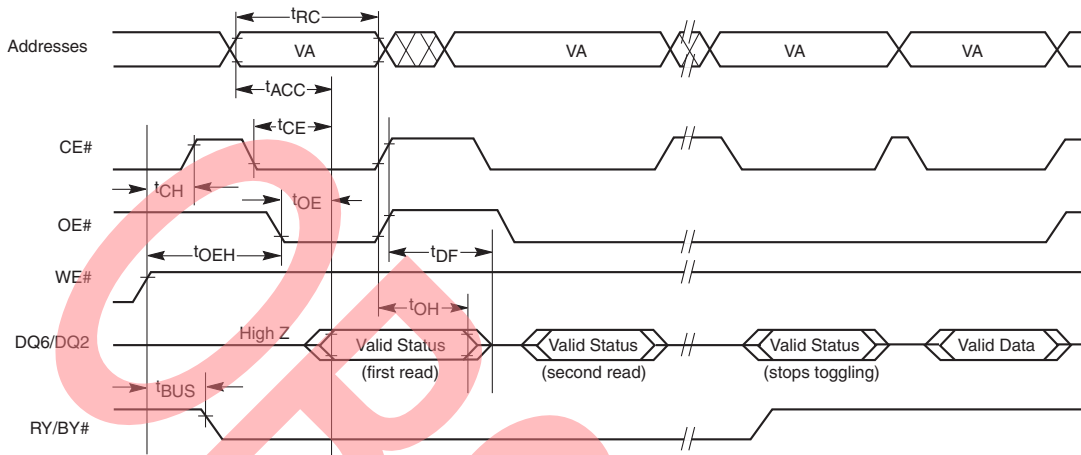 tRC
Addresses VA VA VA VA
tACC
tCE
CE#
tCH
tOE
OE#
tOEH
tDF
WE#
tOH
DQ6/DQ2 High Z Valid Status Valid Status Valid Status Valid Data
(first read) (second read) (stops toggling)
tBUS
RY/BY#